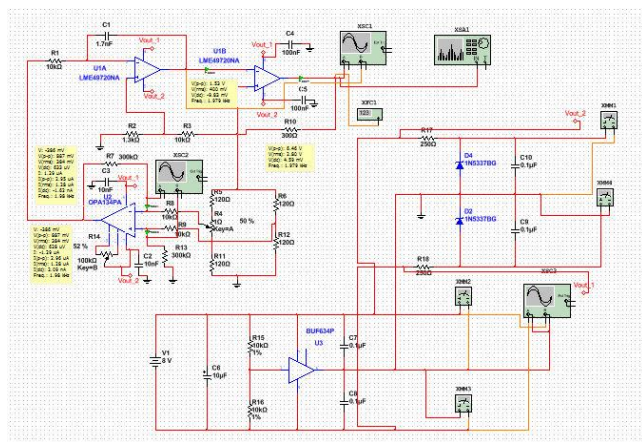 C1
1.7nF
R1
10kΩ
U1A
LME49720NA
Vout_1
Vout_2
U1B
LME49720NA
Vout_1
Vout_2
C4
100nF
C5
100nF
XSC1
XSA1
XFC1
123
R2
1.3kΩ
R3
10kΩ
R10
300Ω
R7
300kΩ
C3
10nF
Vout_1
XSC2
U2
OPA134PA
R8
10kΩ
R9
10kΩ
R14
52 %
100kΩ
Key=B
C2
10nF
Vout_2
R13
300kΩ
R5
120Ω
R4
1Ω
Key=A
50 %
R11
120Ω
R6
120Ω
R12
120Ω
Vout_2
R17
250Ω
XMM1
D4
1N5337BG
C10
0.1µF
XMM4
D2
1N5337BG
C9
0.1µF
R18
250Ω
XSC3
Vout_1
XMM2
V1
8 V
C6
10µF
R15
10kΩ
1%
R16
10kΩ
1%
BUF634P
U3
C7
0.1µF
C8
0.1µF
XMM3